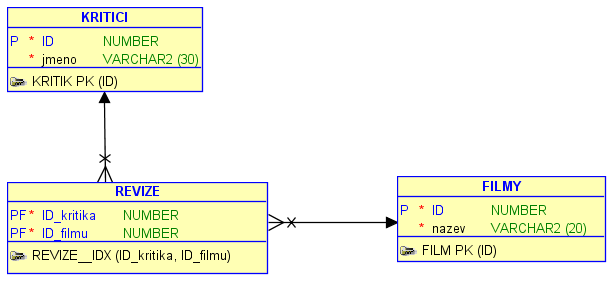 KRITICI
P * ID NUMBER
* jmeno VARCHAR2 (30)
KRITIK PK (ID)
REVIZE
PF * ID_kritika NUMBER
PF * ID_filmu NUMBER
REVIZE__IDX (ID_kritika, ID_filmu)
FILMY
P * ID NUMBER
* nazev VARCHAR2 (20)
FILM PK (ID)